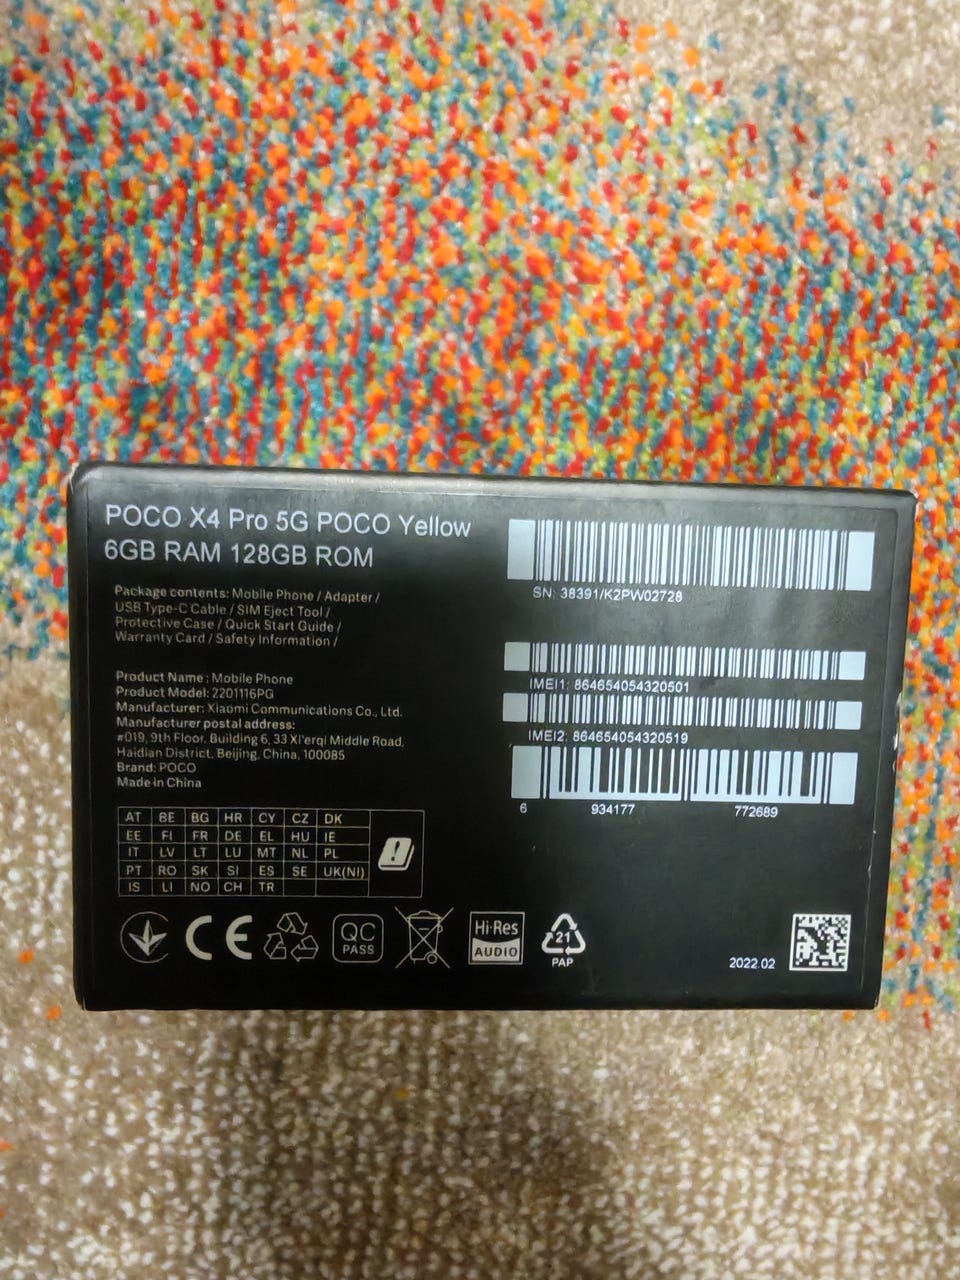 POCO X4 Pro 5G POCO Yellow
6GB RAM 128GB ROM
Package contents: Mobile Phone / Adapter /
USB Type-C Cable / SIM Eject Tool /
Protective Case / Quick Start Guide /
Warranty Card / Safety Information /
Product Name: Mobile Phone
Product Model: 2201116PG
Manufacturer: Xiaomi Communications Co., Ltd.
Manufacturer postal address:
#019, 9th Floor, Building 6, 33 Xi'erqi Middle Road,
Haidian District, Beijing, China, 100085
Brand: POCO
Made in China
AT BE BG HR CY CZ DK
EE FI FR DE EL HU IE
IT LV LT LU MT NL PL
PT RO SK SI ES SE UK(NI)
IS LI NO CH TR
CE
QC
PASS
Hi-Res
AUDIO
21
PAP
SN: 38391/K2PW02728
IMEI1: 864654054320501
IMEI2: 864654054320519
6 934177 772689
2022.02